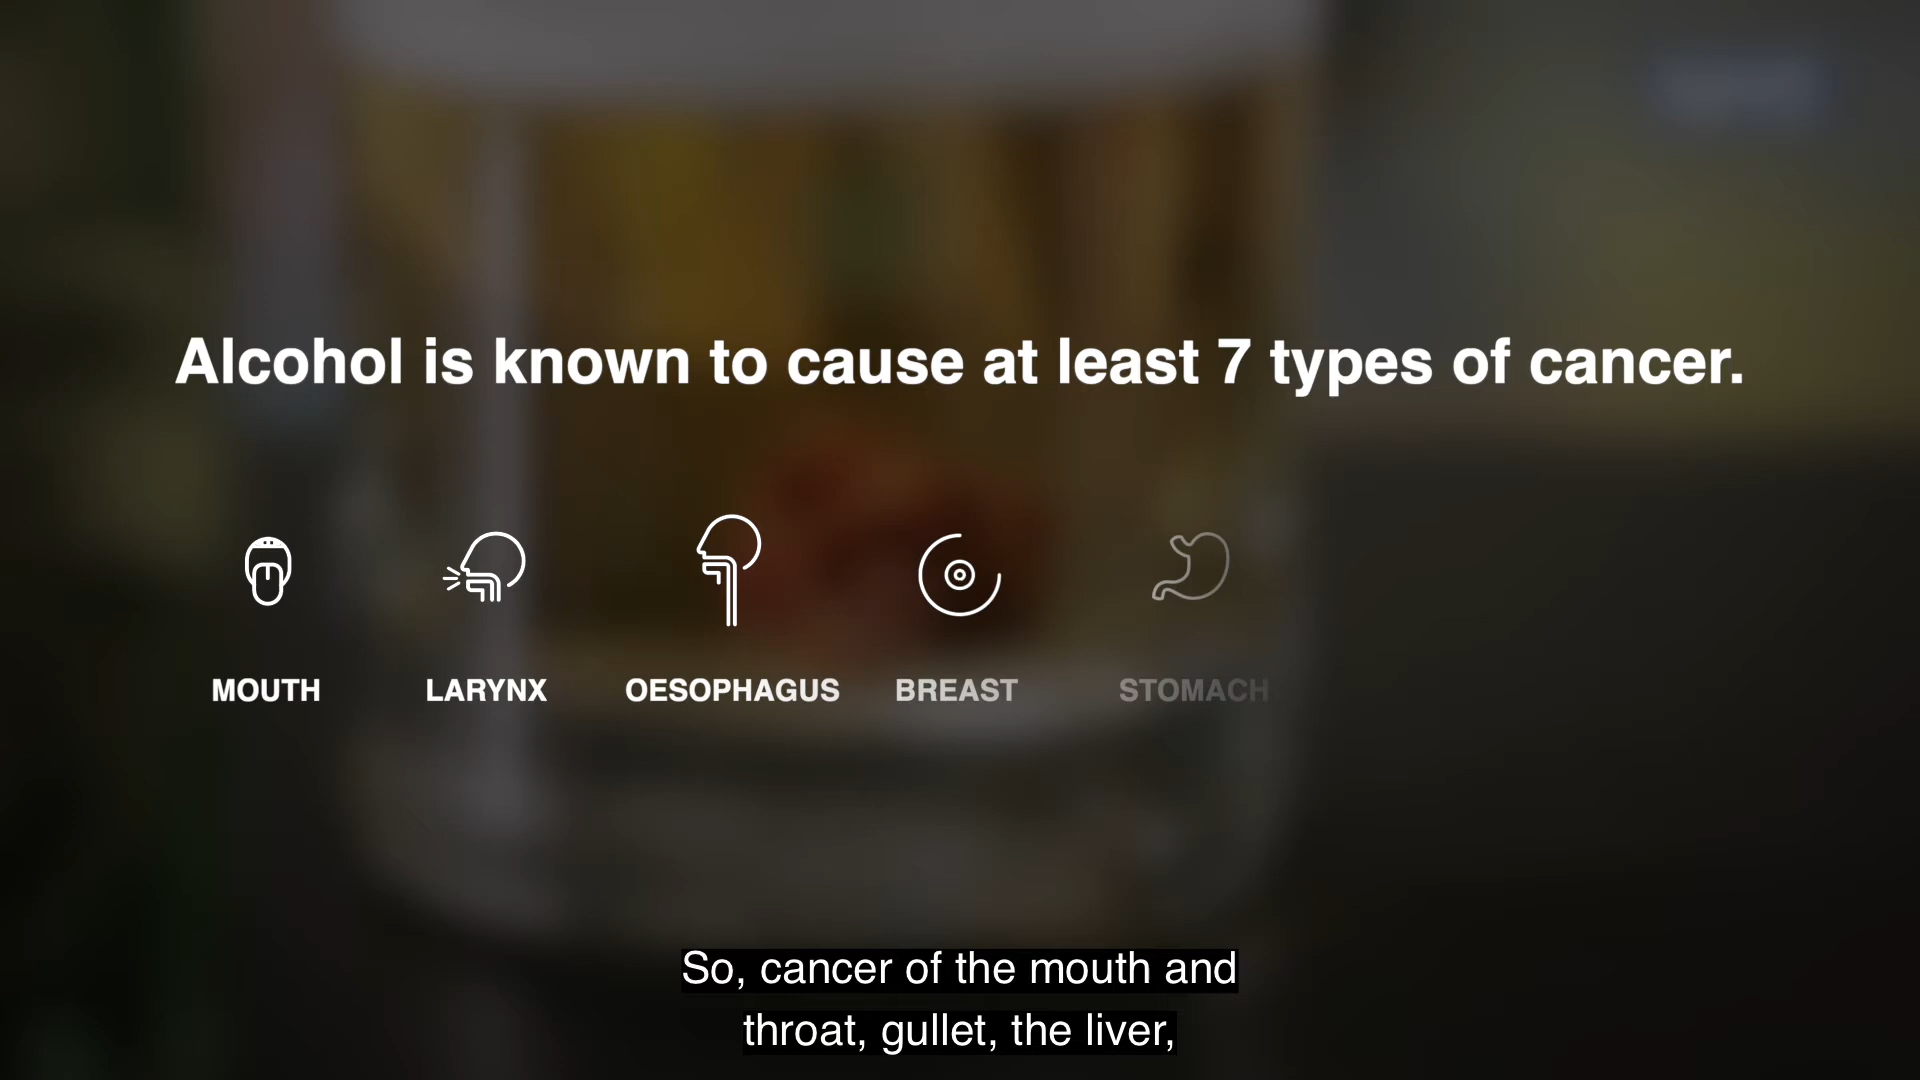 Alcohol is known to cause at least 7 types of cancer.
MOUTH LARYNX OESOPHAGUS BREAST STOMACH
So, cancer of the mouth and
throat, gullet, the liver,